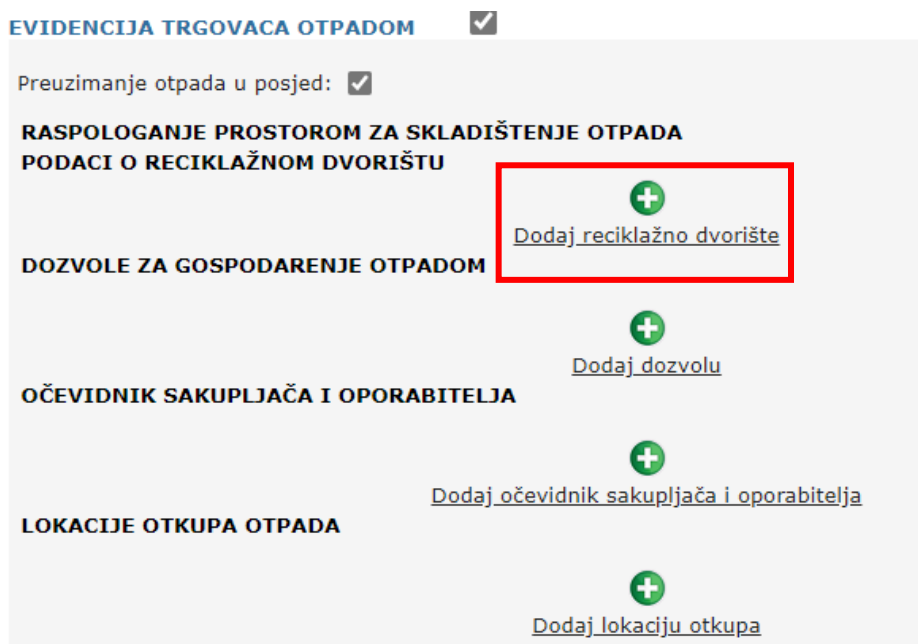 EVIDENCIJA TRGOVACA OTPADOM
Preuzimanje otpada u posjed:
RASPOLOGANJE PROSTOROM ZA SKLADIŠTENJE OTPADA
PODACI O RECIKLAŽNOM DVORIŠTU
Dodaj reciklažno dvorište
DOZVOLE ZA GOSPODARENJE OTPADOM
Dodaj dozvolu
OČEVIDNIK SAKUPLJAČA I OPORABITELJA
Dodaj očevidnik sakupljača i oporabitelja
LOKACIJE OTKUPA OTPADA
Dodaj lokaciju otkupa